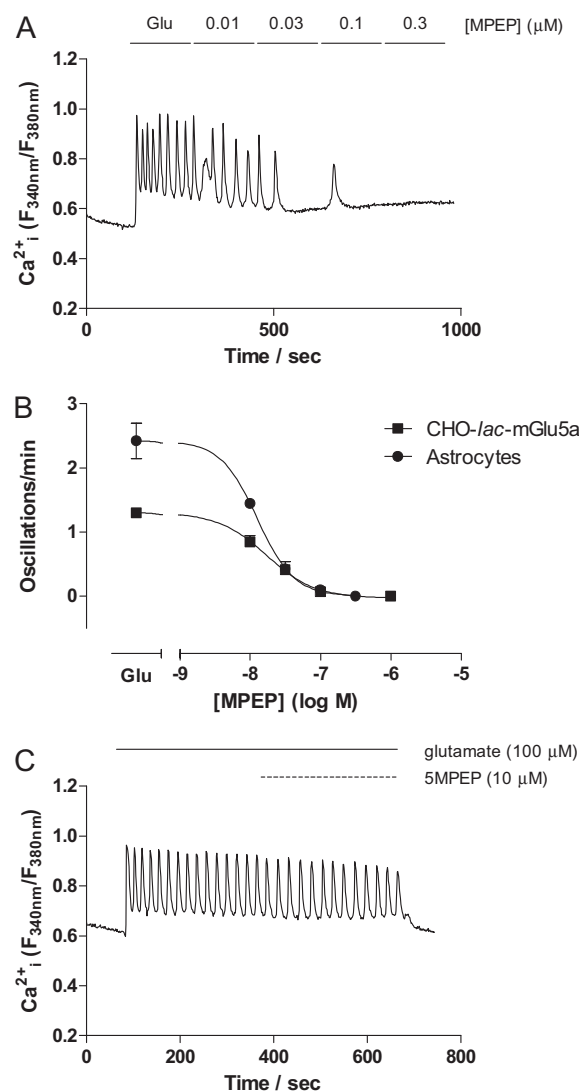 A
Glu 0.01 0.03 0.1 0.3 [MPEP] (μM)
1.2
1.0
0.8
0.6
0.4
0.2
Ca2+i (F340nm/F380nm)
0 500 1000
Time / sec
B
3
2
1
0
Oscillations/min
CHO-lac-mGlu5a
Astrocytes
Glu -9 -8 -7 -6 -5
[MPEP] (log M)
C
glutamate (100 μM)
5MPEP (10 μM)
1.2
1.0
0.8
0.6
0.4
0.2
Ca2+i (F340nm/F380nm)
0 200 400 600 800
Time / sec